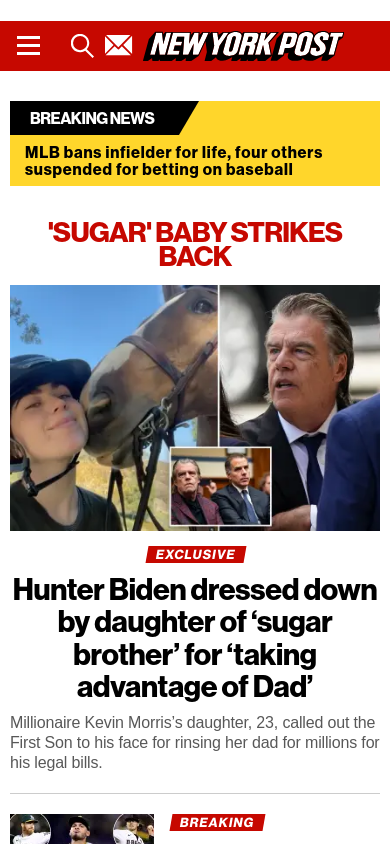 NEW YORK POST
BREAKING NEWS
MLB bans infielder for life, four others
suspended for betting on baseball
'SUGAR' BABY STRIKES
BACK
EXCLUSIVE
Hunter Biden dressed down
by daughter of ‘sugar
brother’ for ‘taking
advantage of Dad’
Millionaire Kevin Morris’s daughter, 23, called out the
First Son to his face for rinsing her dad for millions for
his legal bills.
BREAKING